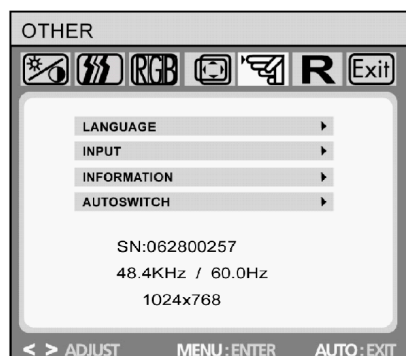 OTHER
RGB R Exit
LANGUAGE
INPUT
INFORMATION
AUTOSWITCH
SN:062800257
48.4KHz / 60.0Hz
1024x768
< > ADJUST MENU : ENTER AUTO : EXIT